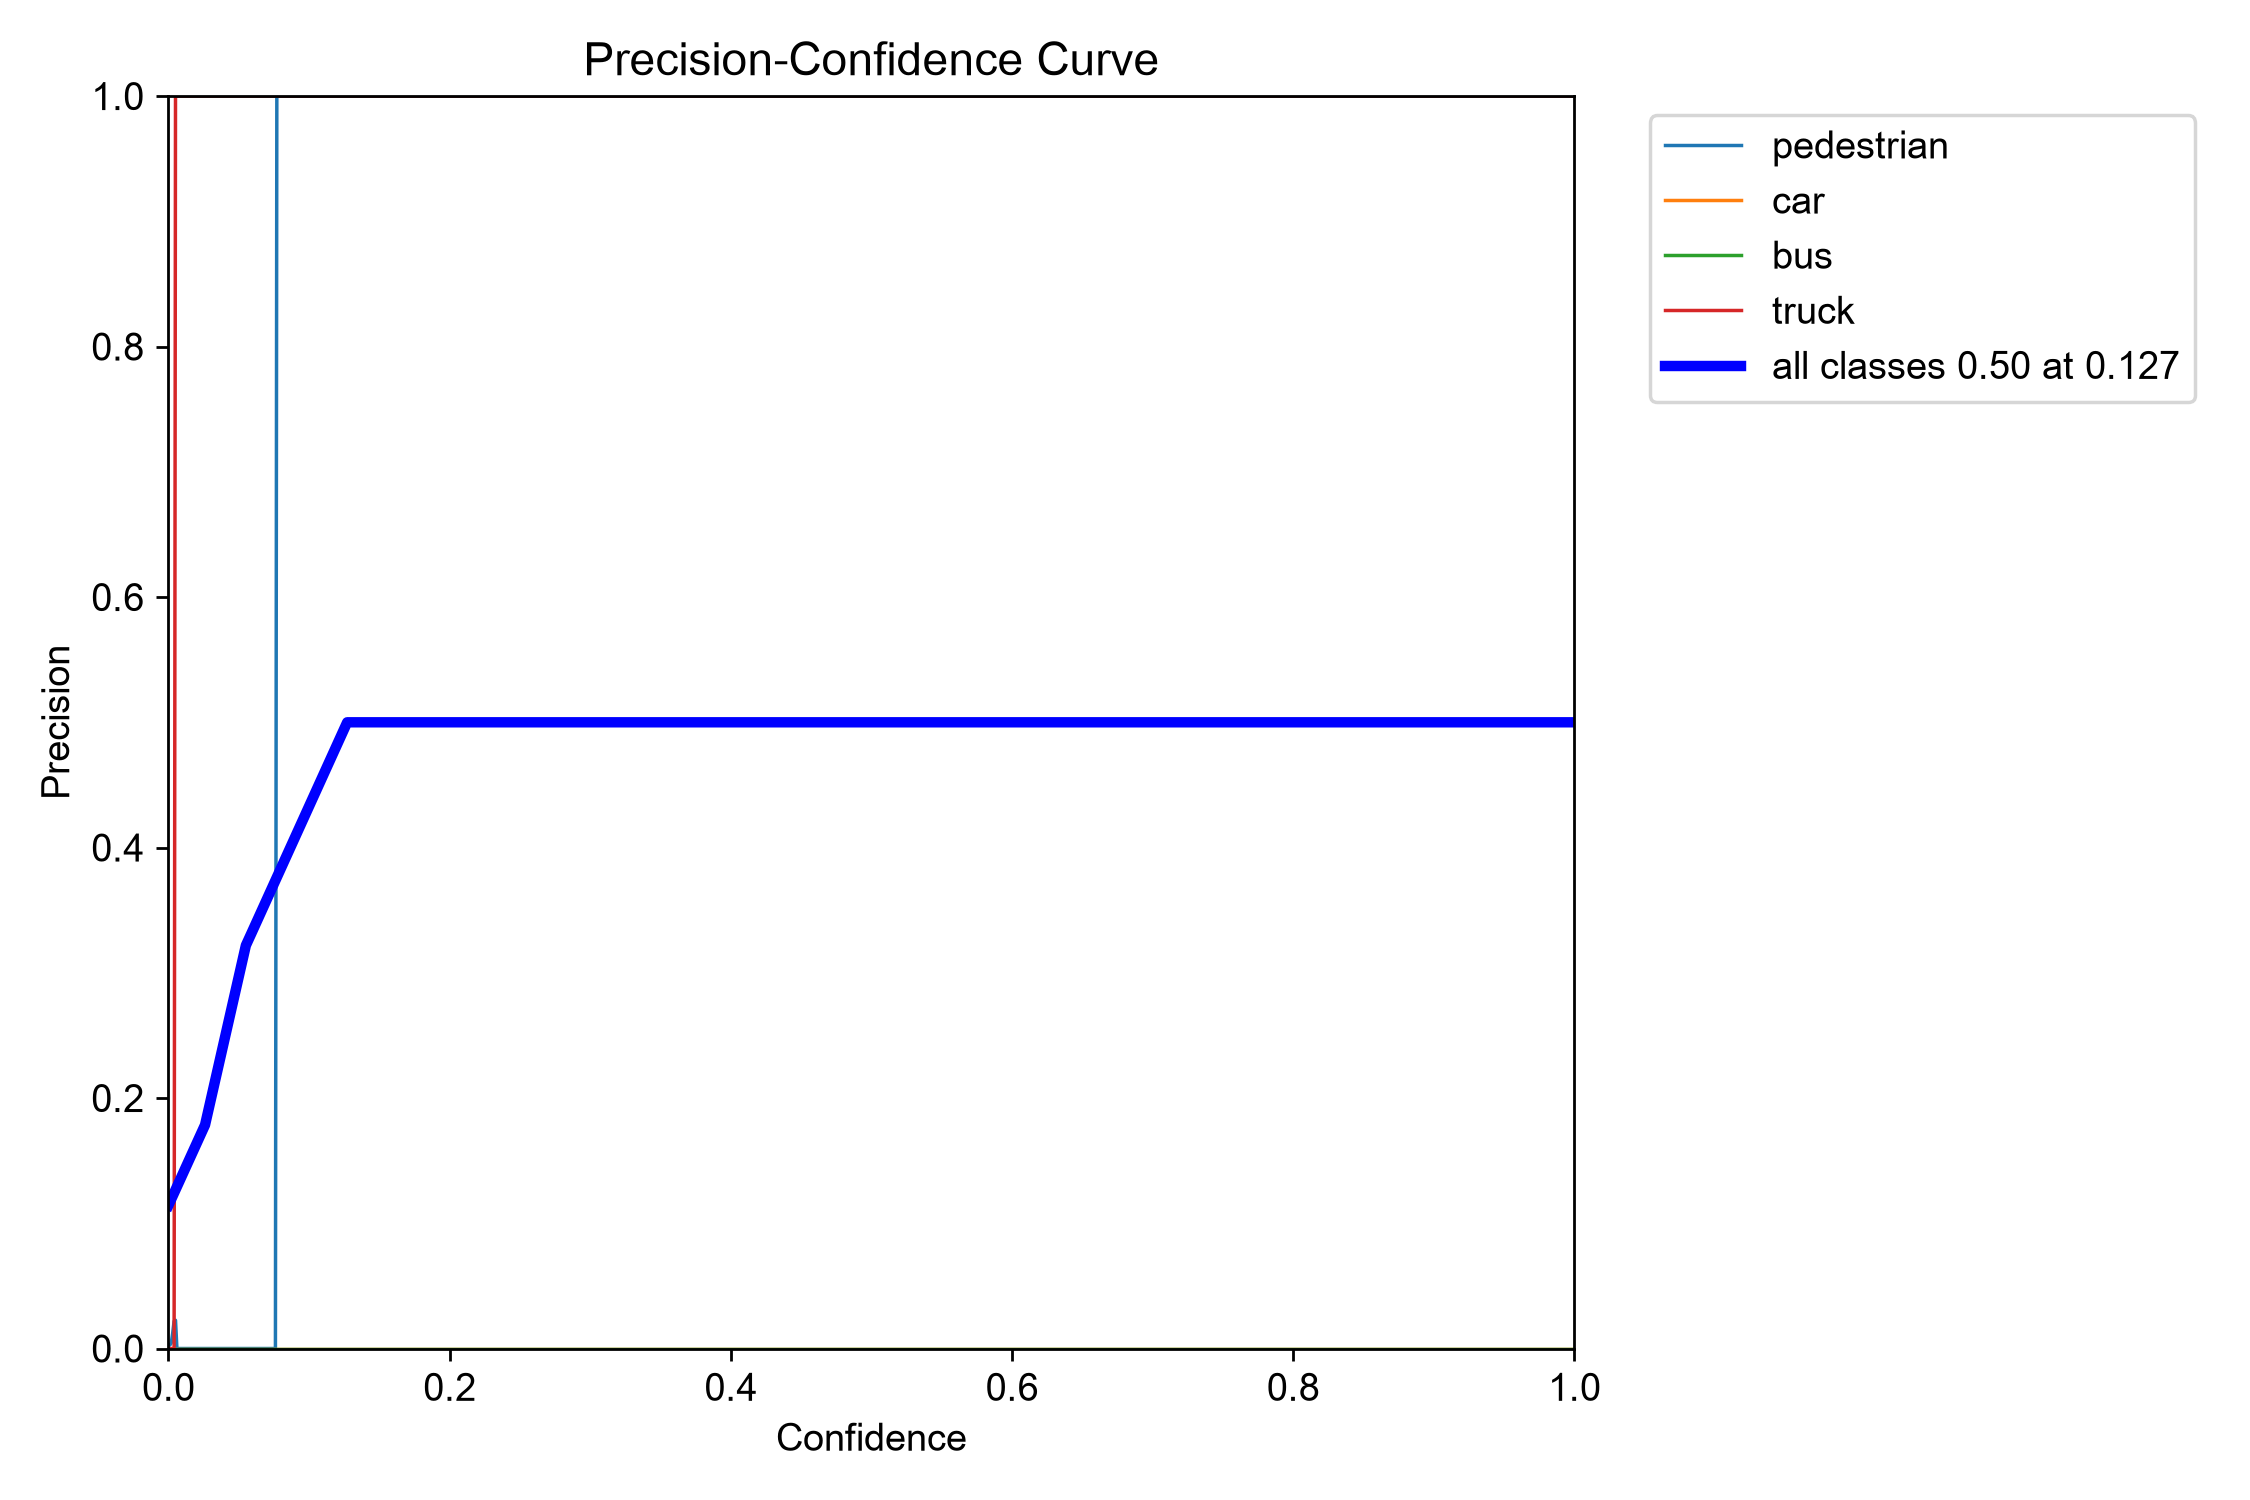 Precision-Confidence Curve
1.0
0.8
0.6
0.4
0.2
0.0
Precision
0.0 0.2 0.4 0.6 0.8 1.0
Confidence
pedestrian
car
bus
truck
all classes 0.50 at 0.127